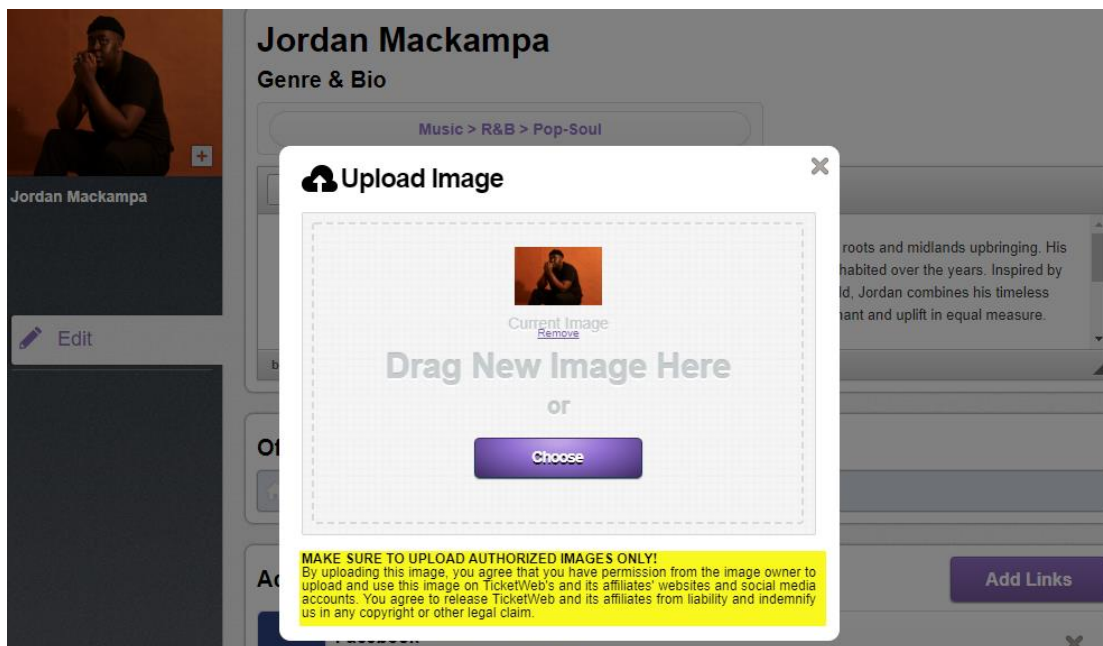 Jordan Mackampa
Genre & Bio
Music > R&B > Pop-Soul
Jordan Mackampa
Edit
Upload Image
Current Image
Remove
Drag New Image Here
or
Choose
MAKE SURE TO UPLOAD AUTHORIZED IMAGES ONLY!
By uploading this image, you agree that you have permission from the image owner to
upload and use this image on TicketWeb's and its affiliates' websites and social media
accounts. You agree to release TicketWeb and its affiliates from liability and indemnify
us in any copyright or other legal claim.
roots and midlands upbringing. His
habited over the years. Inspired by
ld, Jordan combines his timeless
nant and uplift in equal measure.
Add Links